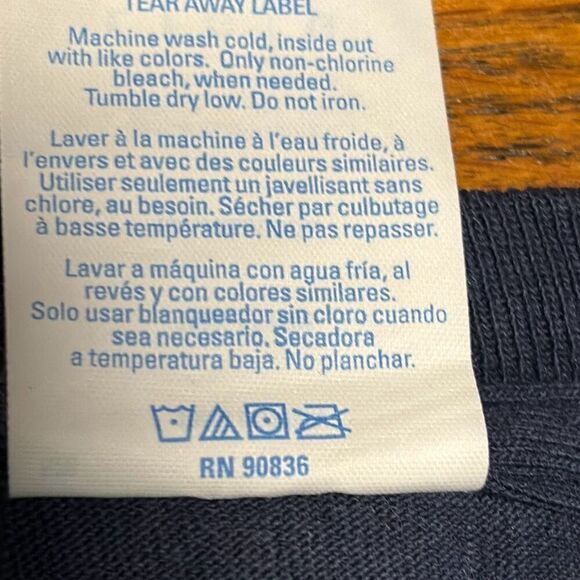 TEAR AWAY LABEL
Machine wash cold, inside out
with like colors. Only non-chlorine
bleach, when needed.
Tumble dry low. Do not iron.
Laver à la machine à l'eau froide, à
l'envers et avec des couleurs similaires.
Utiliser seulement un javellisant sans
chlore, au besoin. Sécher par culbutage
à basse température. Ne pas repasser.
Lavar a máquina con agua fría, al
revés y con colores similares.
Solo usar blanqueador sin cloro cuando
sea necesario. Secadora
a temperatura baja. No planchar.
RN 90836